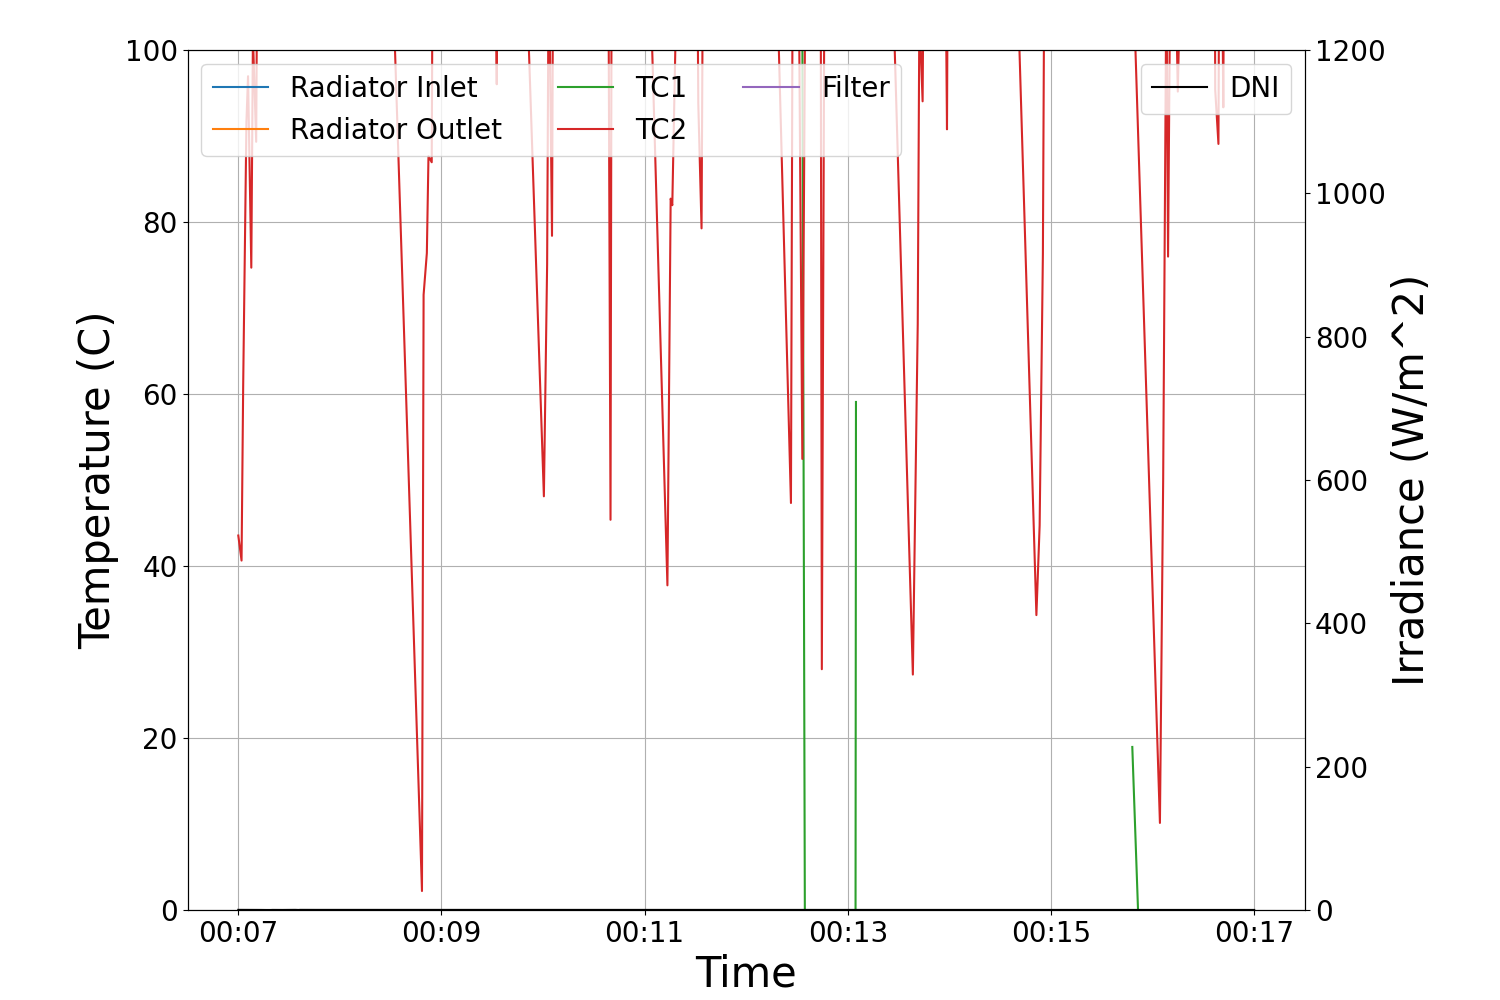 100
80
60
40
20
0
Temperature (C)
Radiator Inlet
Radiator Outlet
TC1
TC2
Filter
DNI
1200
1000
800
600
400
200
0
Irradiance (W/m^2)
00:07 00:09 00:11 00:13 00:15 00:17
Time